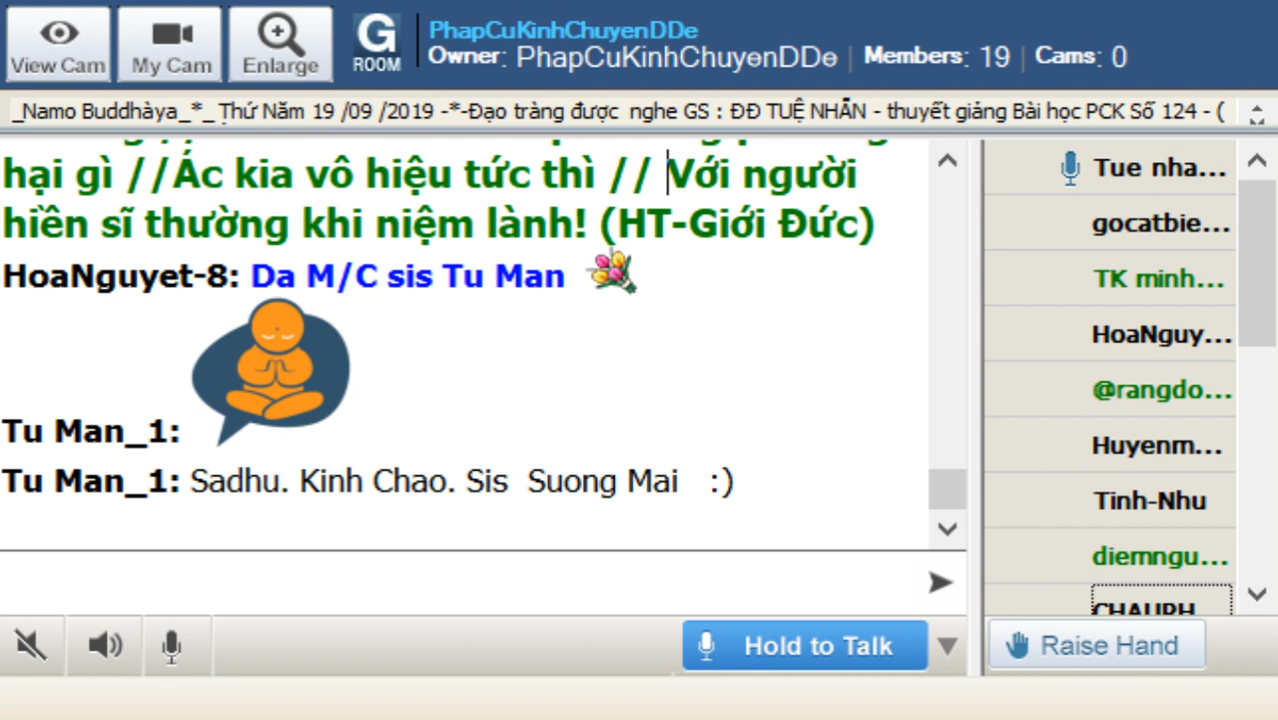 View Cam
My Cam
Enlarge
G
ROOM
PhapCuKinhChuyenDDe
Owner: PhapCuKinhChuyenDDe | Members: 19 | Cams: 0
_Namo Buddhàya_*_ Thứ Năm 19 /09 /2019 -*-Đạo tràng được nghe GS : ĐĐ TUỆ NHẪN - thuyết giảng Bài học PCK Số 124 - (
hại gì //Ác kia vô hiệu tức thì // Với người
hiền sĩ thường khi niệm lành! (HT-Giới Đức)
HoaNguyet-8: Da M/C sis Tu Man
Tu Man_1:
Tu Man_1: Sadhu. Kinh Chao. Sis Suong Mai :)
Tue nha...
gocatbie...
TK minh...
HoaNguy...
@rangdo...
Huyenm...
Tinh-Nhu
diemngu...
CHAUPH
Hold to Talk
Raise Hand